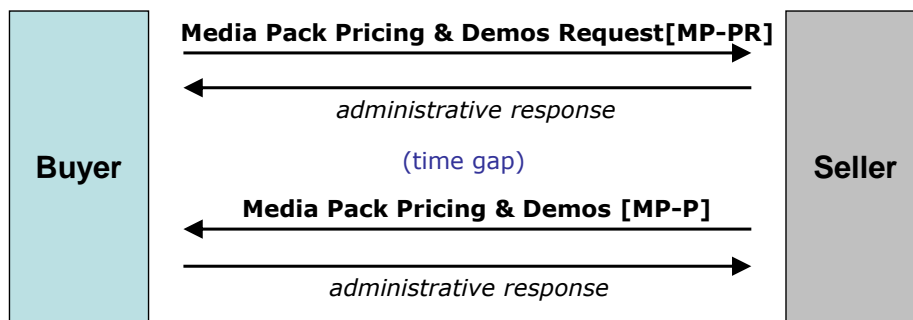 Media Pack Pricing & Demos Request[MP-PR]
administrative response
Buyer
(time gap)
Seller
Media Pack Pricing & Demos [MP-P]
administrative response